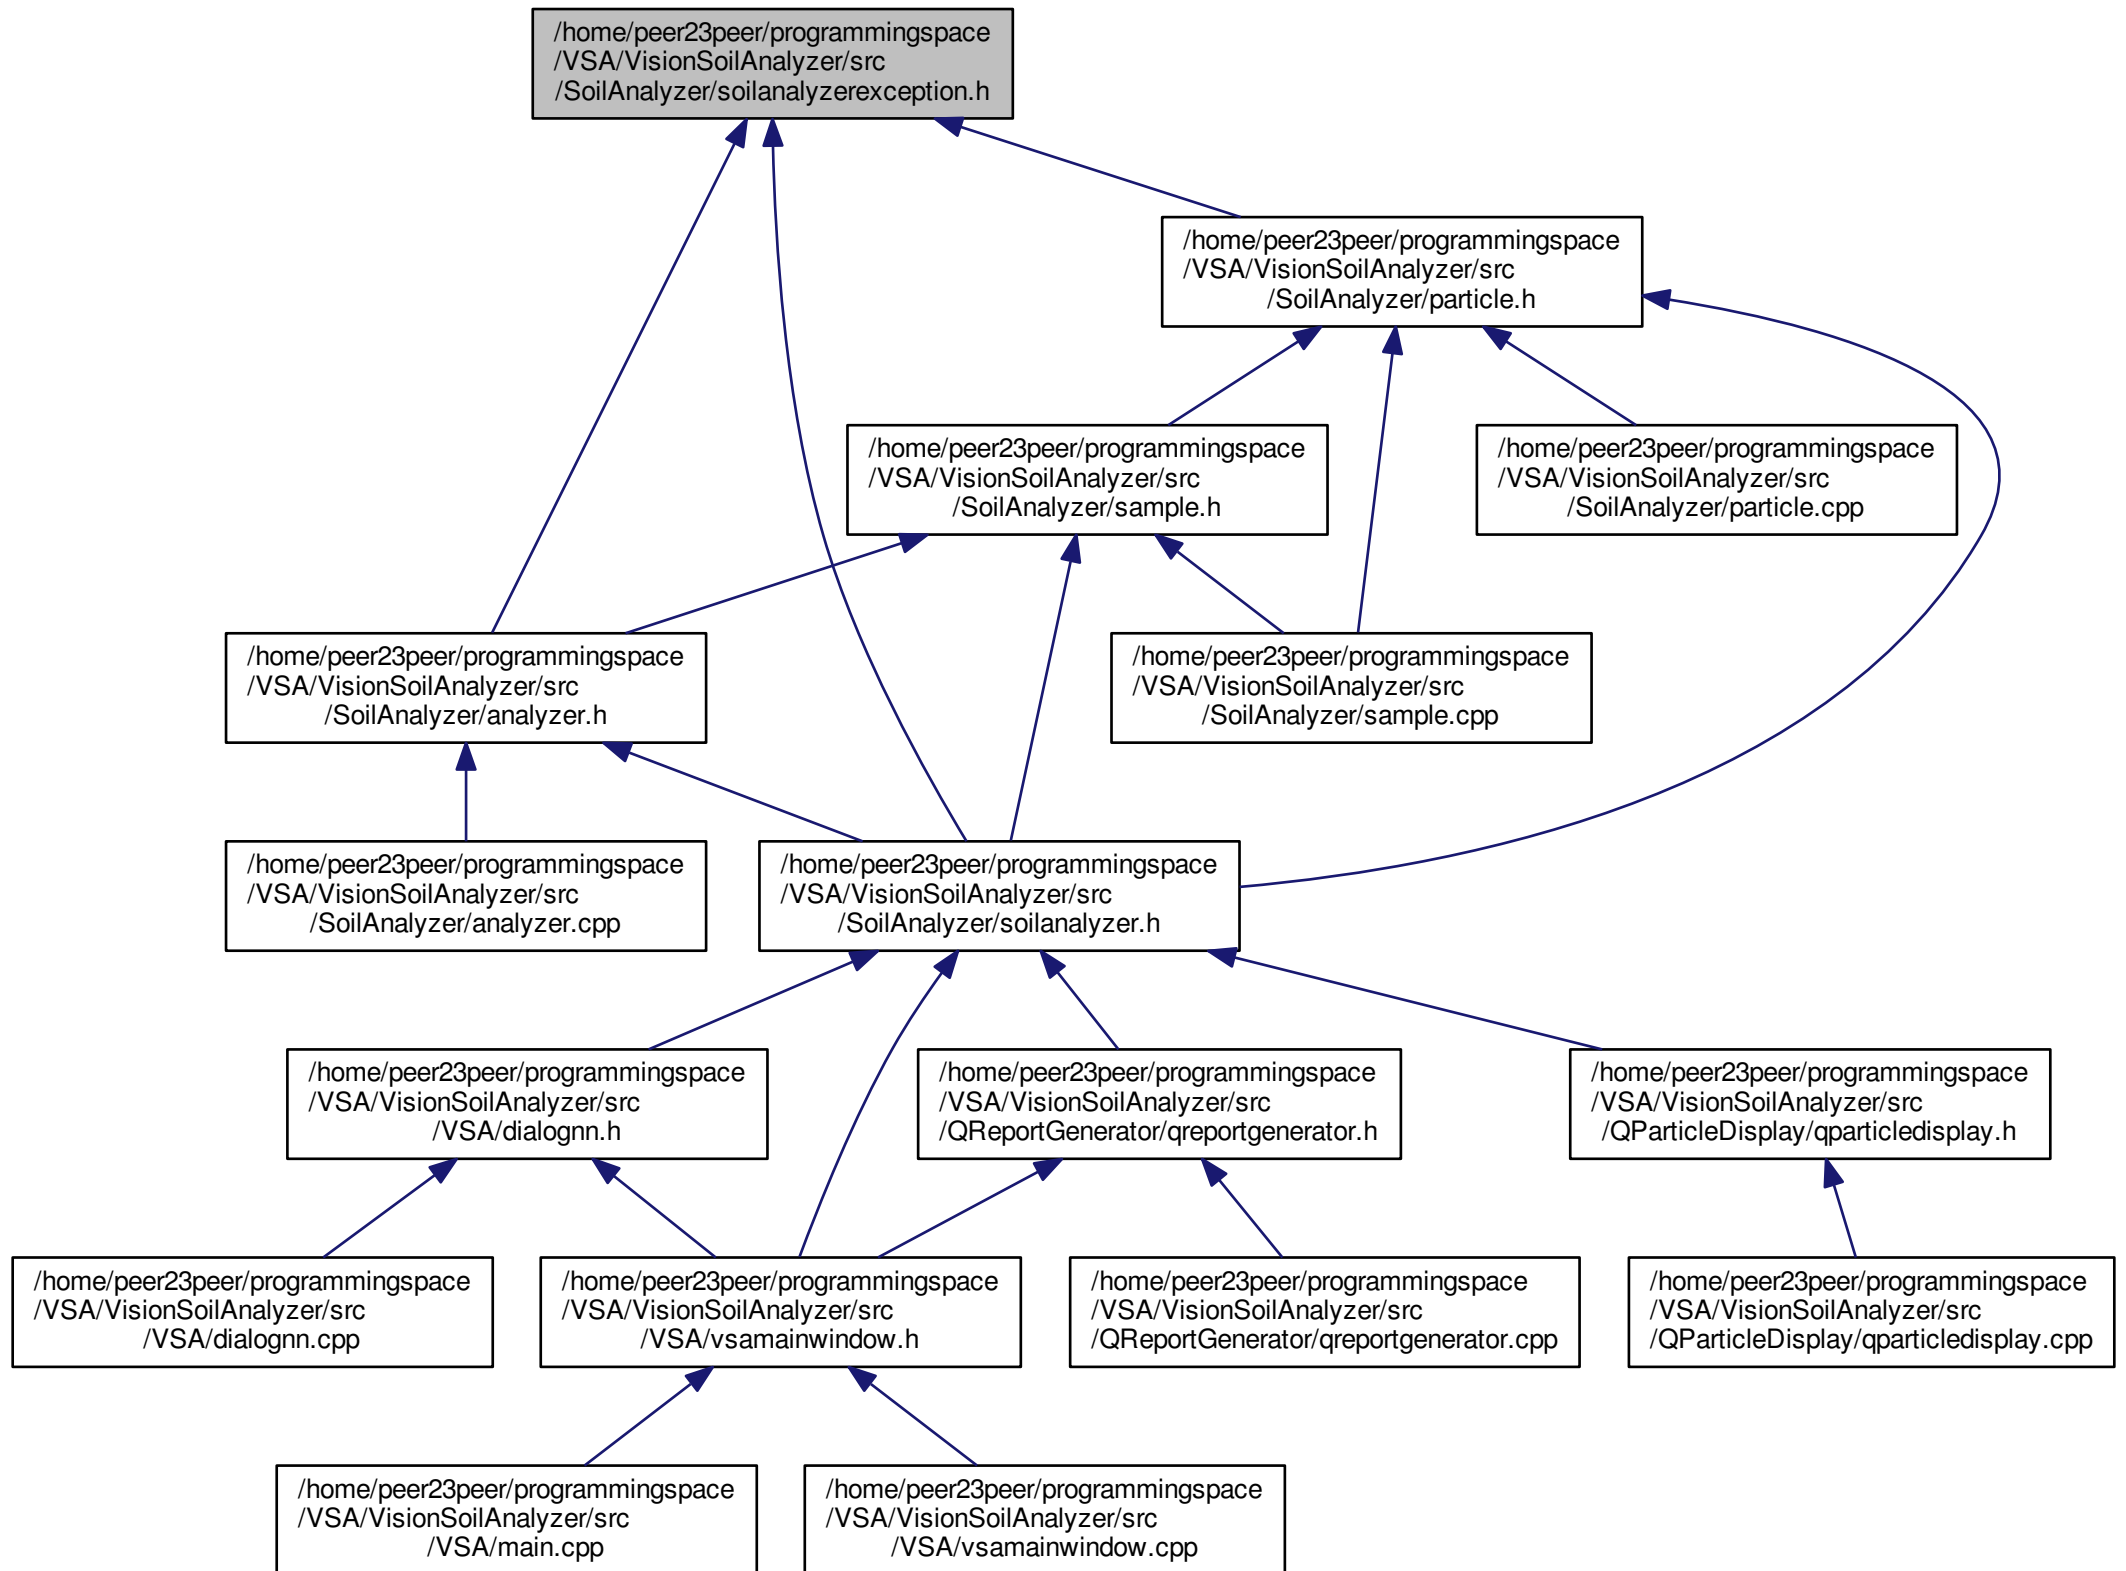 /home/peer23peer/programmingspace
/VSA/VisionSoilAnalyzer/src
/SoilAnalyzer/soilanalyzerexception.h
/home/peer23peer/programmingspace
/VSA/VisionSoilAnalyzer/src
/SoilAnalyzer/particle.h
/home/peer23peer/programmingspace
/VSA/VisionSoilAnalyzer/src
/SoilAnalyzer/sample.h
/home/peer23peer/programmingspace
/VSA/VisionSoilAnalyzer/src
/SoilAnalyzer/particle.cpp
/home/peer23peer/programmingspace
/VSA/VisionSoilAnalyzer/src
/SoilAnalyzer/analyzer.h
/home/peer23peer/programmingspace
/VSA/VisionSoilAnalyzer/src
/SoilAnalyzer/sample.cpp
/home/peer23peer/programmingspace
/VSA/VisionSoilAnalyzer/src
/SoilAnalyzer/analyzer.cpp
/home/peer23peer/programmingspace
/VSA/VisionSoilAnalyzer/src
/SoilAnalyzer/soilanalyzer.h
/home/peer23peer/programmingspace
/VSA/VisionSoilAnalyzer/src
/VSA/dialognn.h
/home/peer23peer/programmingspace
/VSA/VisionSoilAnalyzer/src
/QReportGenerator/qreportgenerator.h
/home/peer23peer/programmingspace
/VSA/VisionSoilAnalyzer/src
/QParticleDisplay/qparticledisplay.h
/home/peer23peer/programmingspace
/VSA/VisionSoilAnalyzer/src
/VSA/dialognn.cpp
/home/peer23peer/programmingspace
/VSA/VisionSoilAnalyzer/src
/VSA/vsamainwindow.h
/home/peer23peer/programmingspace
/VSA/VisionSoilAnalyzer/src
/QReportGenerator/qreportgenerator.cpp
/home/peer23peer/programmingspace
/VSA/VisionSoilAnalyzer/src
/QParticleDisplay/qparticledisplay.cpp
/home/peer23peer/programmingspace
/VSA/VisionSoilAnalyzer/src
/VSA/main.cpp
/home/peer23peer/programmingspace
/VSA/VisionSoilAnalyzer/src
/VSA/vsamainwindow.cpp